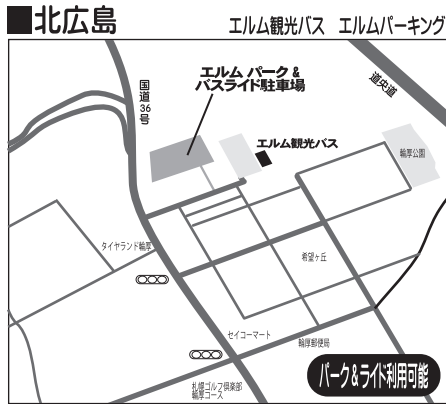 ■北広島
エルム観光バス エルムパーキング
国道36号
エルム パーク &
バスライド駐車場
道央道
エルム観光バス
輪厚公園
タイヤランド輪厚
希望ヶ丘
セイコーマート
輪厚郵便局
札幌ゴルフ倶楽部
輪厚コース
パーク&ライド利用可能